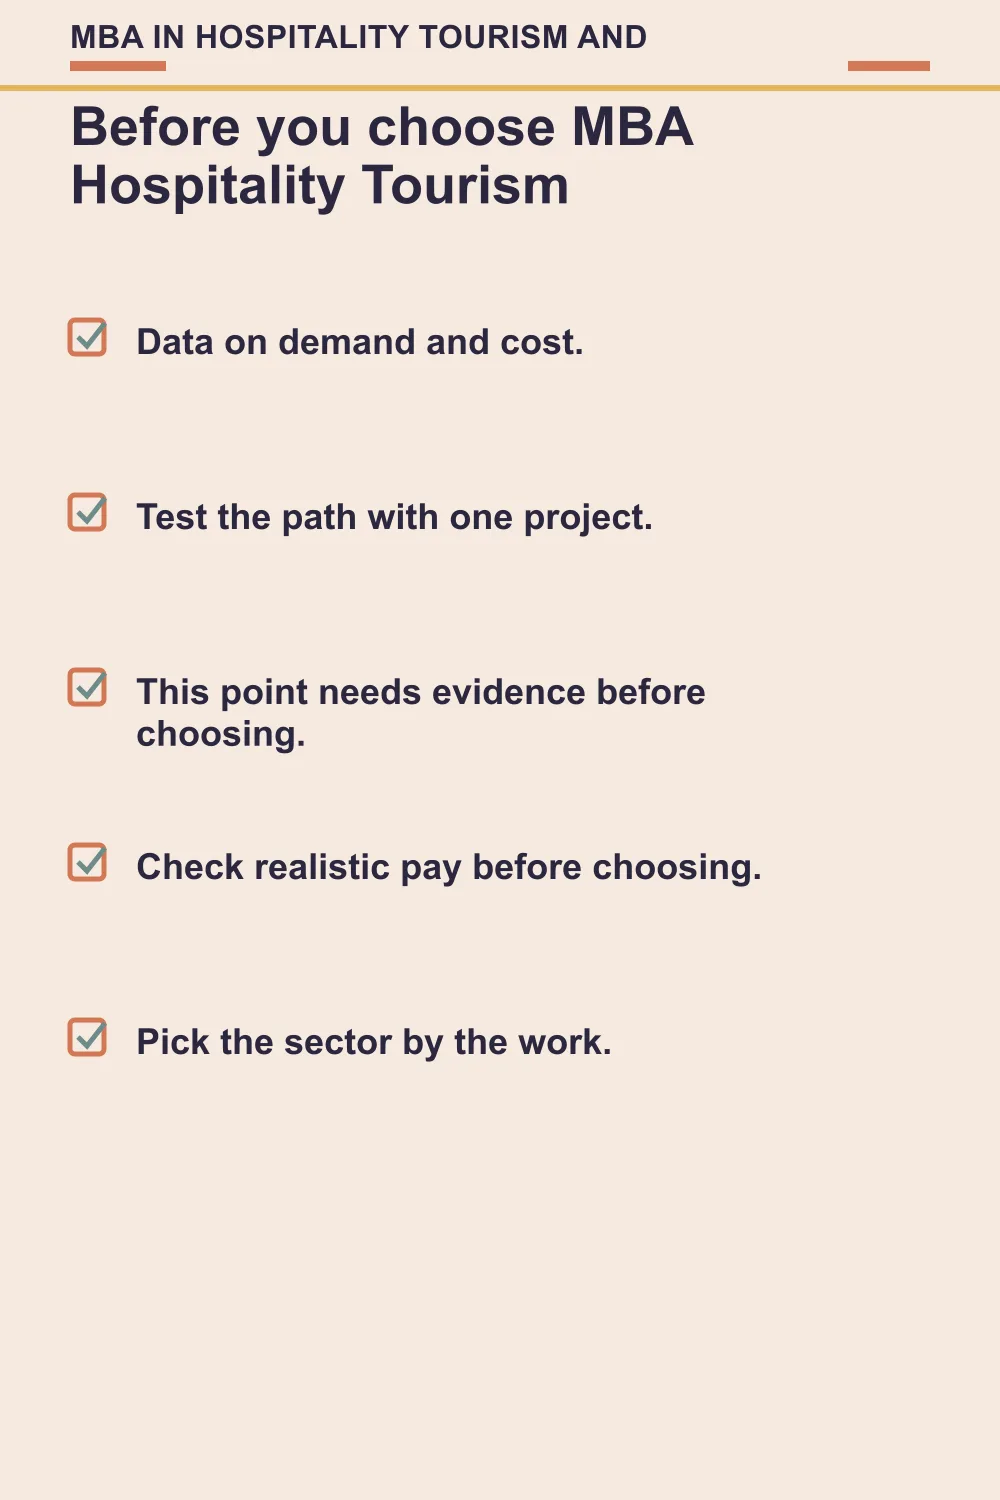 MBA IN HOSPITALITY TOURISM AND
Before you choose MBA
Hospitality Tourism
Data on demand and cost.
Test the path with one project.
This point needs evidence before
choosing.
Check realistic pay before choosing.
Pick the sector by the work.